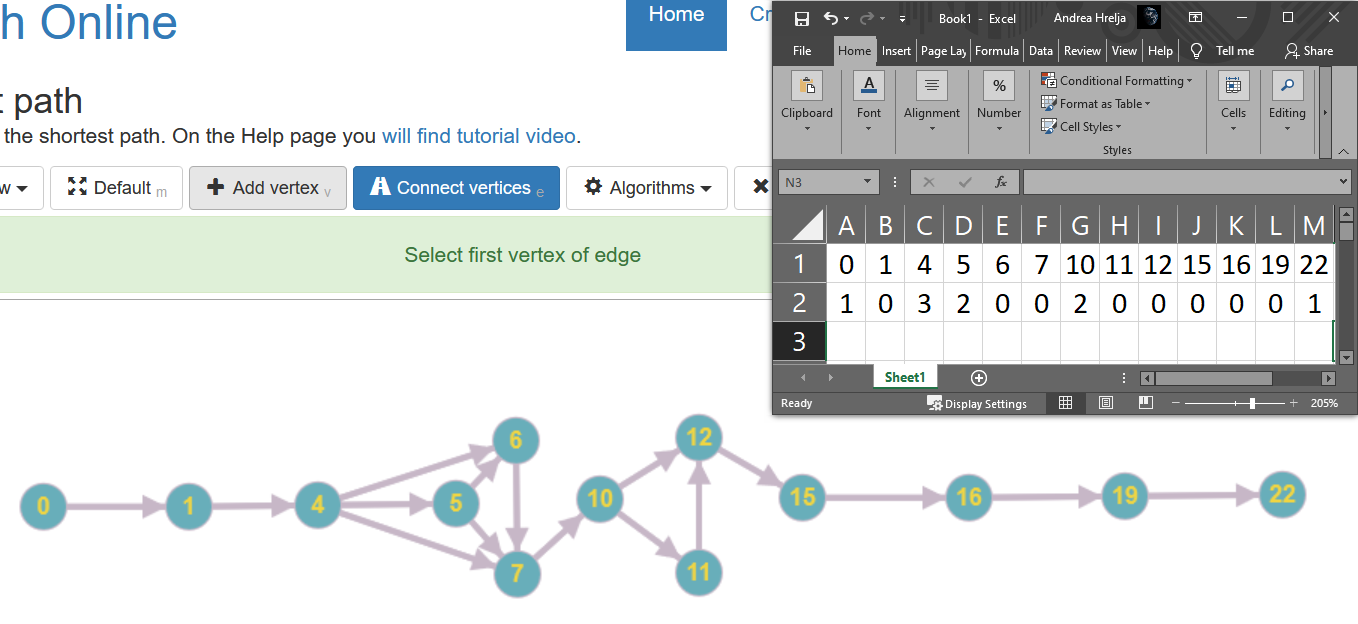 h Online
Home
Cr
t path
the shortest path. On the Help page you will find tutorial video.
w
Default m
Add vertex v
Connect vertices e
Algorithms
Select first vertex of edge
Book1 - Excel
Andrea Hrelja
File
Home
Insert
Page Lay
Formula
Data
Review
View
Help
Tell me
Share
Clipboard
Font
Alignment
%
Number
Conditional Formatting
Format as Table
Cell Styles
Styles
Cells
Editing
N3
fx
A B C D E F G H I J K L M
1 0 1 4 5 6 7 10 11 12 15 16 19 22
2 1 0 3 2 0 0 2 0 0 0 0 0 1
3
Sheet1
Ready
Display Settings
205%
0 1 4 5 6 7 10 12 11 15 16 19 22